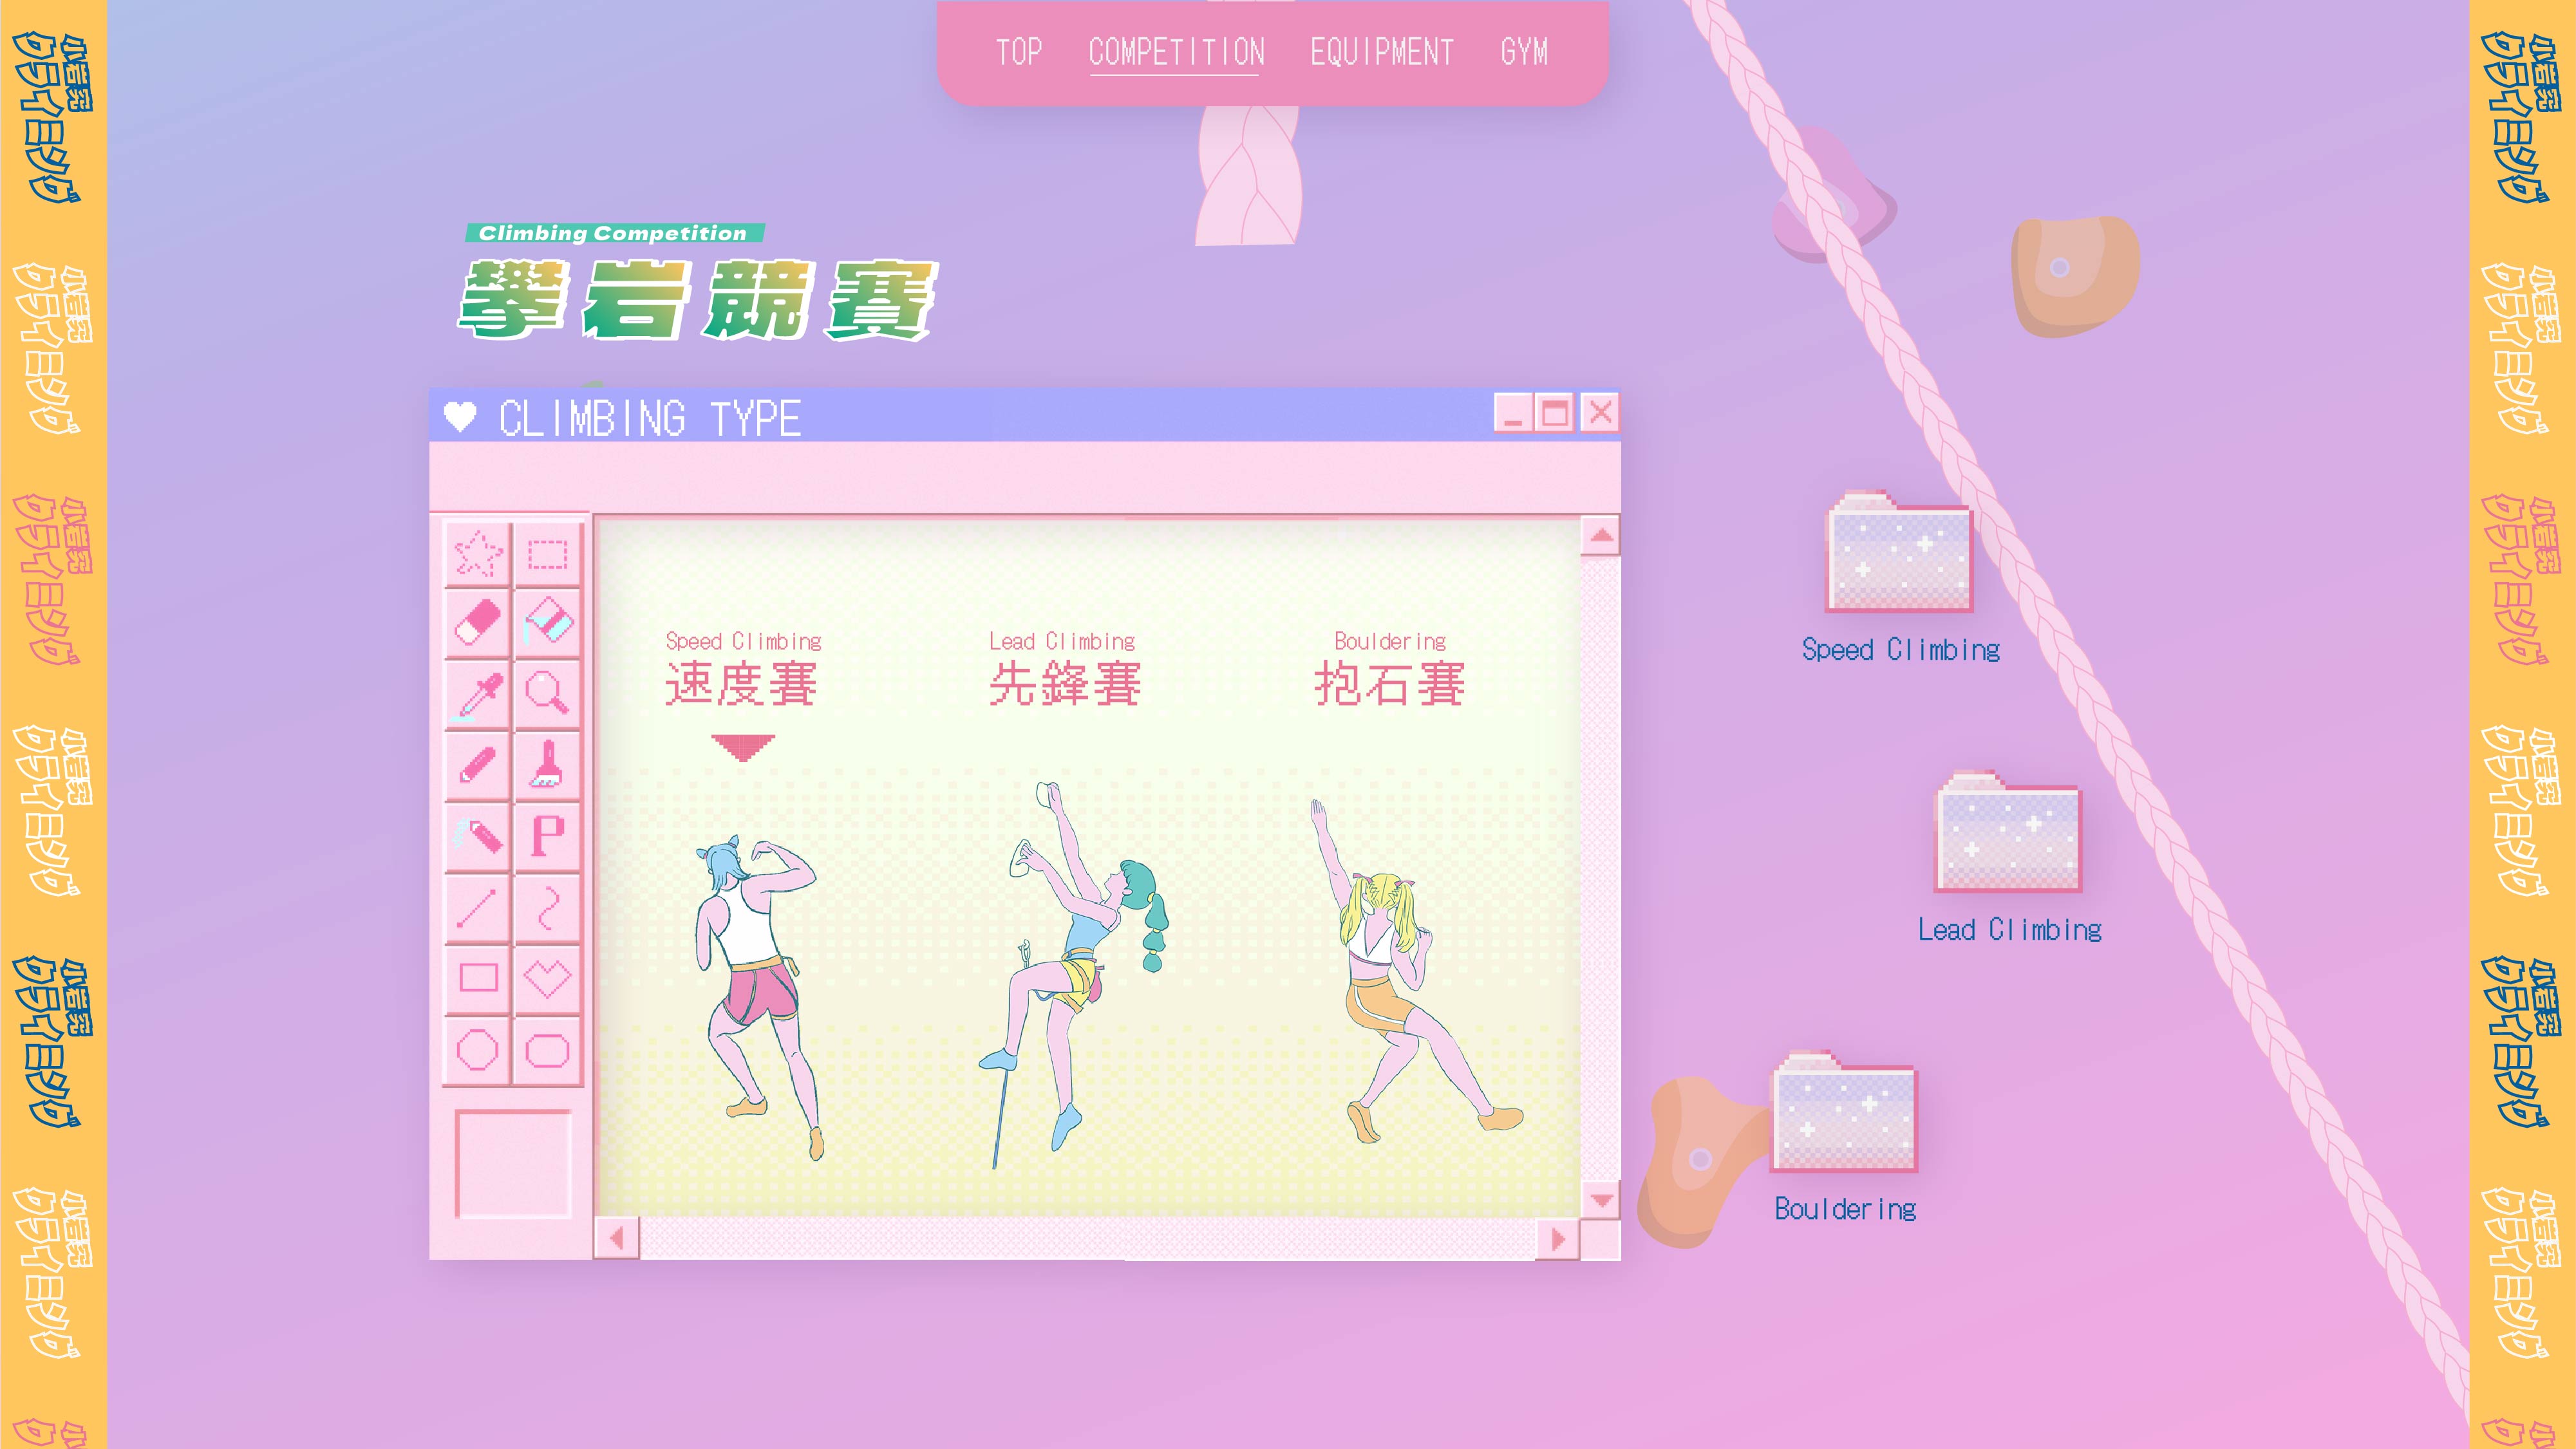 TOP COMPETITION EQUIPMENT GYM
Climbing Competition
攀岩競賽
CLIMBING TYPE
Speed Climbing
速度賽
Lead Climbing
先鋒賽
Bouldering
抱石賽
P
Speed Climbing
Lead Climbing
Bouldering